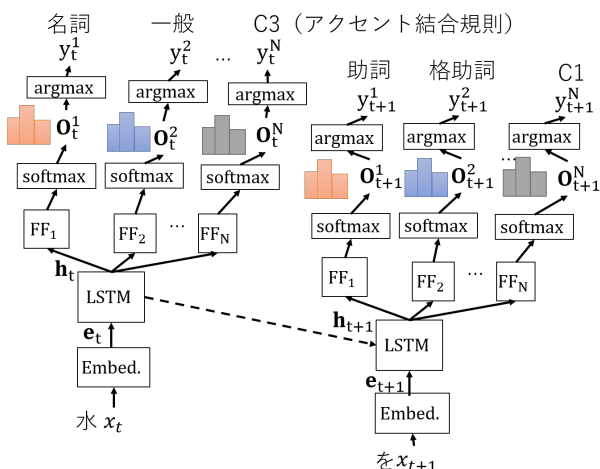 名詞 一般 C3（アクセント結合規則）
y_t^1 y_t^2 … y_t^N
argmax argmax argmax
O_t^1 O_t^2 O_t^N
softmax softmax softmax
FF_1 FF_2 … FF_N
h_t
LSTM
e_t
Embed.
水 x_t
助詞 格助詞 C1
y_{t+1}^1 y_{t+1}^2 y_{t+1}^N
argmax argmax argmax
…
O_{t+1}^1 O_{t+1}^2 O_{t+1}^N
softmax softmax softmax
FF_1 FF_2 … FF_N
h_{t+1}
LSTM
e_{t+1}
Embed.
を x_{t+1}